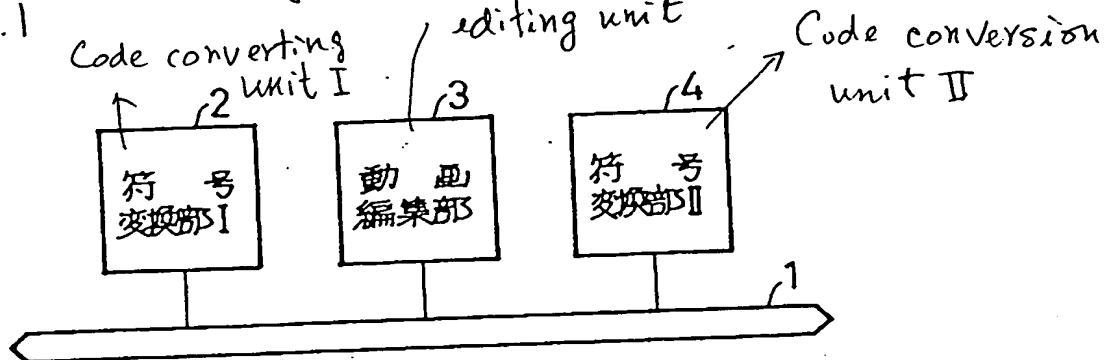 .1
Code converting
unit I
editing unit
Code conversion
unit II
2
3
4
符号
変換部I
動画
編集部
符号
変換部II
1